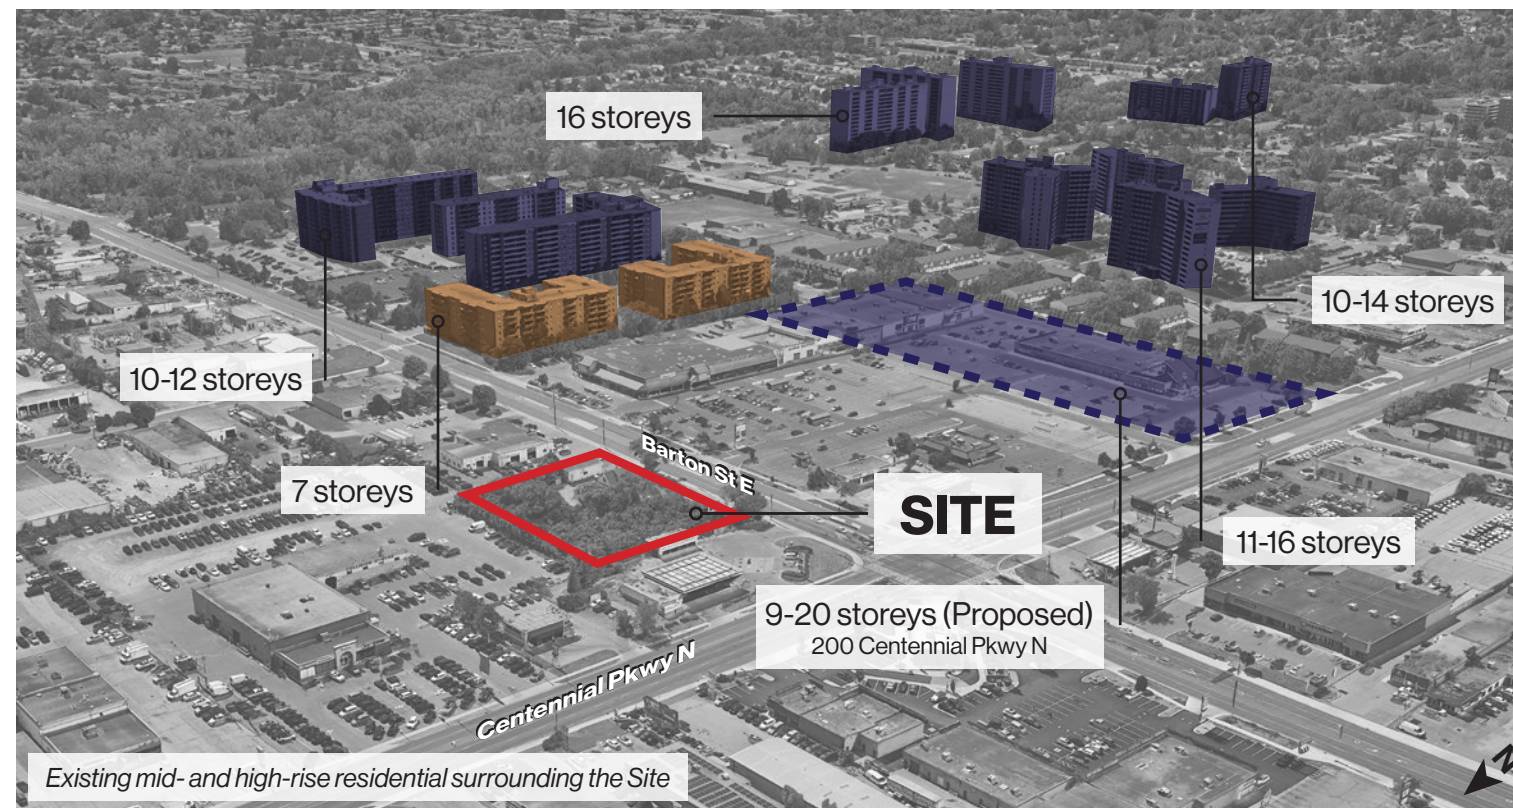 16 storeys
10-14 storeys
10-12 storeys
Barton St E
7 storeys
SITE
11-16 storeys
9-20 storeys (Proposed)
200 Centennial Pkwy N
Centennial Pkwy N
Existing mid- and high-rise residential surrounding the Site
N